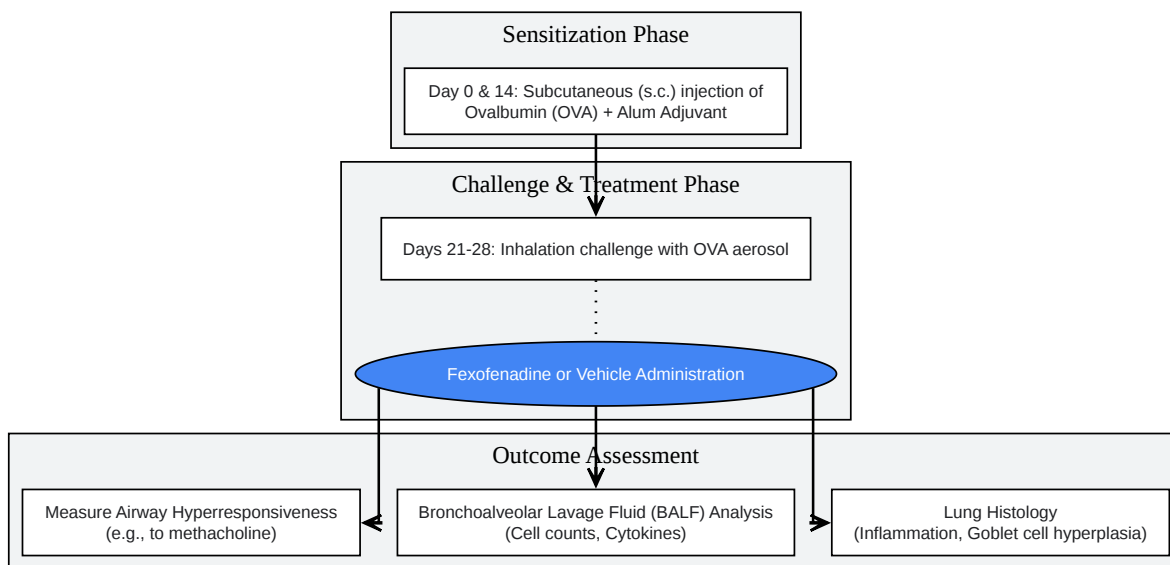 Sensitization Phase
Day 0 & 14: Subcutaneous (s.c.) injection of
Ovalbumin (OVA) + Alum Adjuvant
Challenge & Treatment Phase
Days 21-28: Inhalation challenge with OVA aerosol
Fexofenadine or Vehicle Administration
Outcome Assessment
Measure Airway Hyperresponsiveness
(e.g., to methacholine)
Bronchoalveolar Lavage Fluid (BALF) Analysis
(Cell counts, Cytokines)
Lung Histology
(Inflammation, Goblet cell hyperplasia)